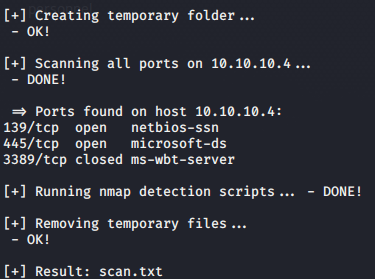 [+] Creating temporary folder...
- OK!
[+] Scanning all ports on 10.10.10.4...
- DONE!
⇒ Ports found on host 10.10.10.4:
139/tcp  open   netbios-ssn
445/tcp  open   microsoft-ds
3389/tcp closed ms-wbt-server
[+] Running nmap detection scripts... - DONE!
[+] Removing temporary files...
- OK!
[+] Result: scan.txt